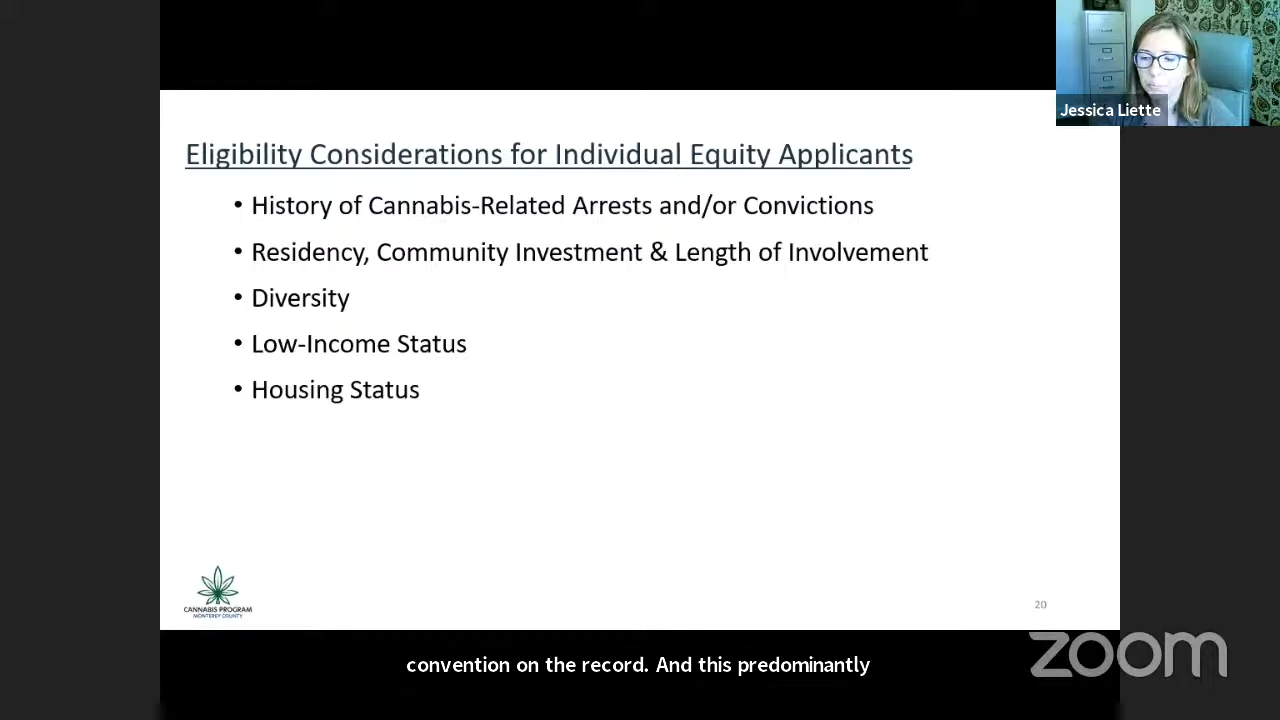 Jessica Liette
Eligibility Considerations for Individual Equity Applicants
• History of Cannabis-Related Arrests and/or Convictions
• Residency, Community Investment & Length of Involvement
• Diversity
• Low-Income Status
• Housing Status
CANNABIS PROGRAM
MONTEREY COUNTY
20
convention on the record. And this predominantly
zoom